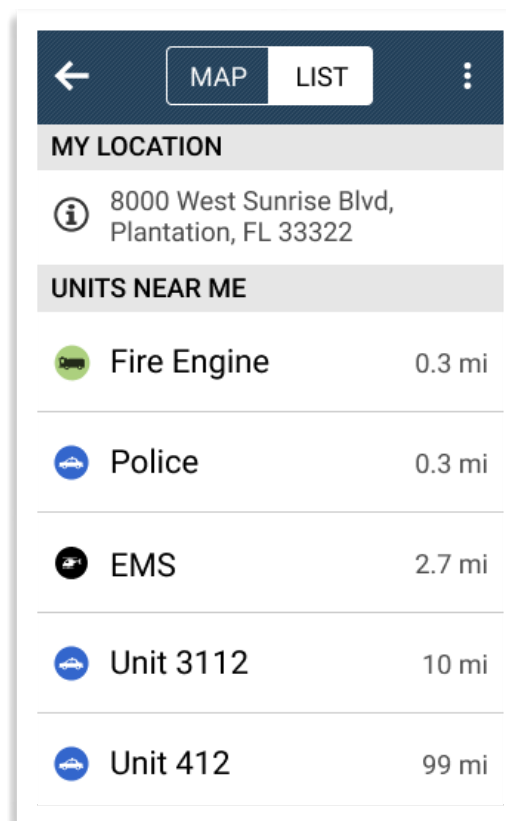 MAP LIST
MY LOCATION
8000 West Sunrise Blvd,
Plantation, FL 33322
UNITS NEAR ME
Fire Engine 0.3 mi
Police 0.3 mi
EMS 2.7 mi
Unit 3112 10 mi
Unit 412 99 mi